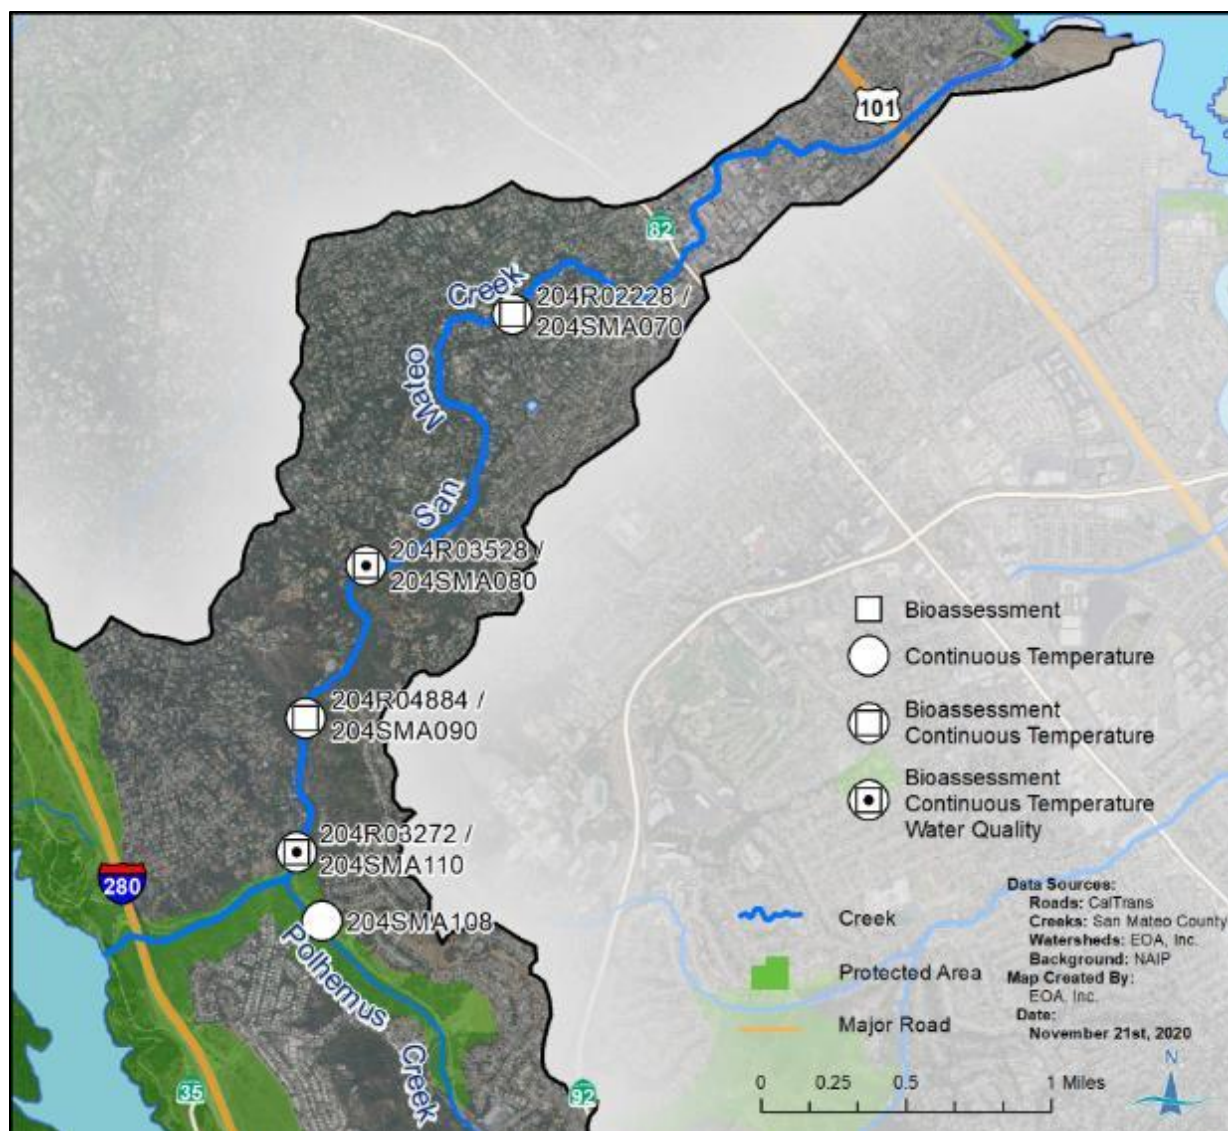 101
82
Creek
204R02228 /
204SMA070
Mateo
San
204R03528 /
204SMA080
204R04884 /
204SMA090
204R03272 /
204SMA110
280
204SMA108
Polhemus
Creek
35
92
Bioassessment
Continuous Temperature
Bioassessment
Continuous Temperature
Bioassessment
Continuous Temperature
Water Quality
Creek
Protected Area
Major Road
Data Sources:
Roads: CalTrans
Creeks: San Mateo County
Watersheds: EOA, Inc.
Background: NAIP
Map Created By:
EOA, Inc.
Date:
November 21st, 2020
N
0 0.25 0.5 1 Miles